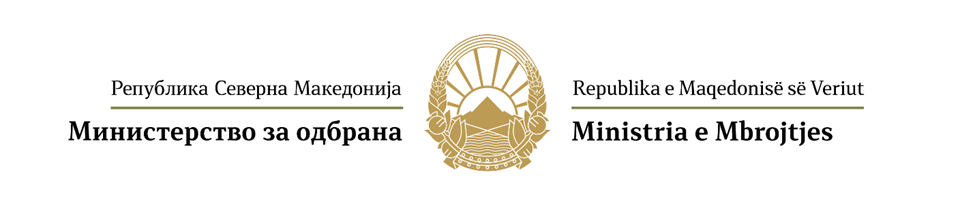 Република Северна Македонија
Министерство за одбрана
Republika e Maqedonisë së Veriut
Ministria e Mbrojtjes